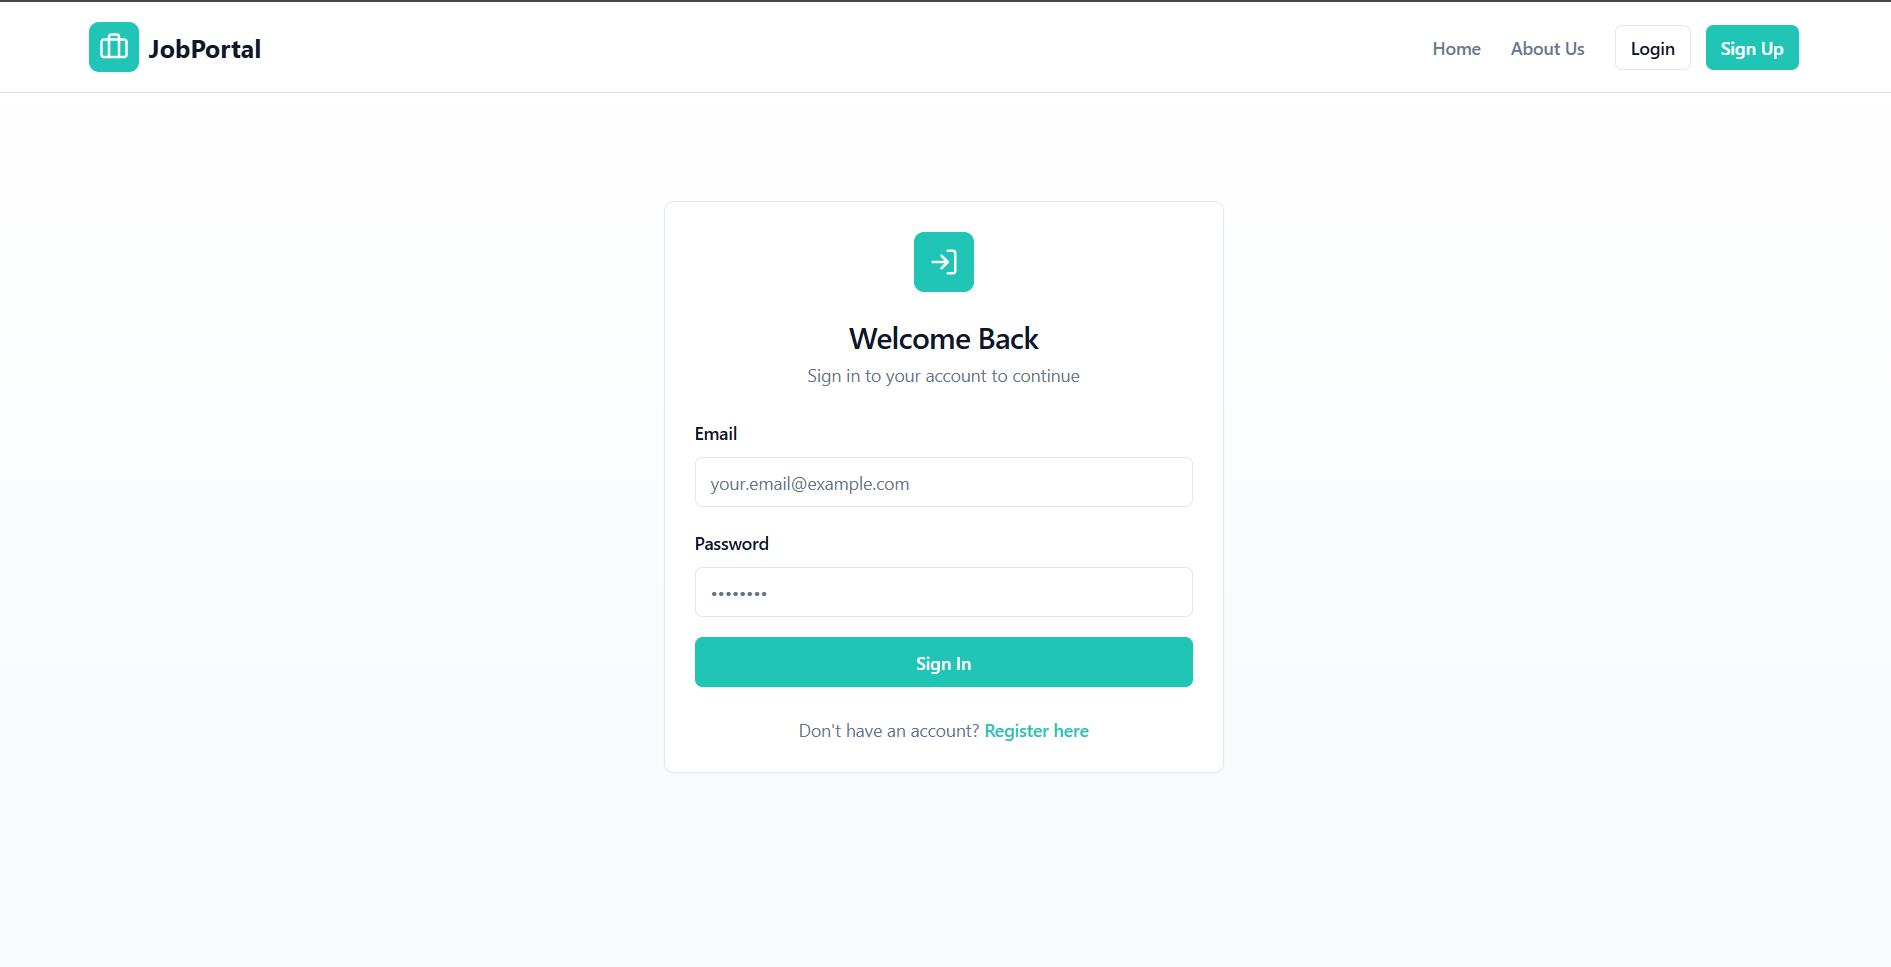 JobPortal
Home
About Us
Login
Sign Up
Welcome Back
Sign in to your account to continue
Email
your.email@example.com
Password
••••••••
Sign In
Don't have an account? Register here